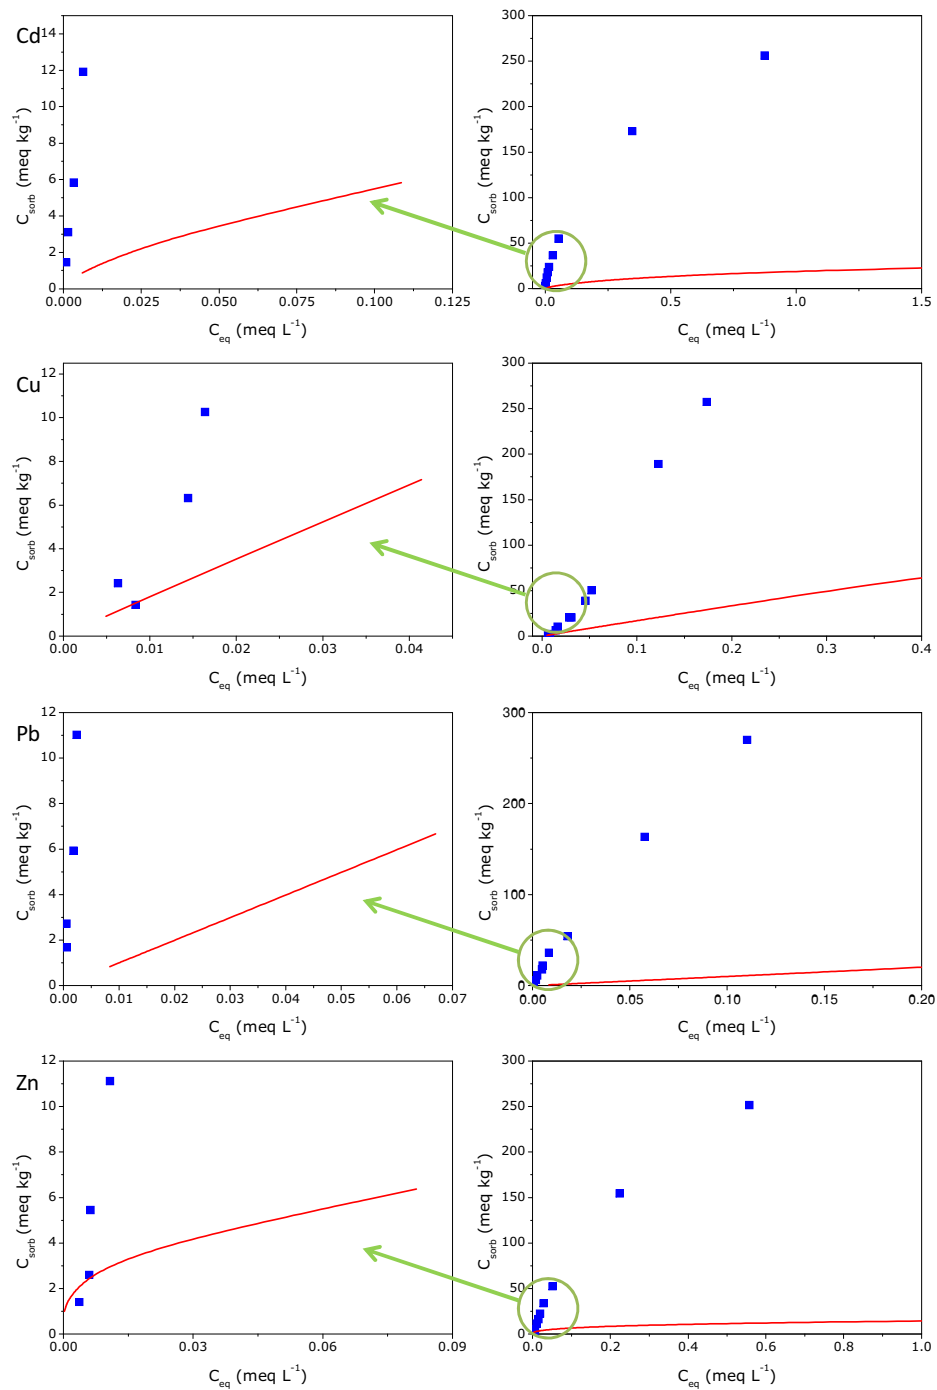 Cd
C_sorb (meq kg⁻¹)
14
12
10
8
6
4
2
0
0.000 0.025 0.050 0.075 0.100 0.125
C_eq (meq L⁻¹)
C_sorb (meq kg⁻¹)
300
250
200
150
100
50
0
0.0 0.5 1.0 1.5
C_eq (meq L⁻¹)
Cu
C_sorb (meq kg⁻¹)
12
10
8
6
4
2
0
0.00 0.01 0.02 0.03 0.04
C_eq (meq L⁻¹)
C_sorb (meq kg⁻¹)
300
250
200
150
100
50
0
0.0 0.1 0.2 0.3 0.4
C_eq (meq L⁻¹)
Pb
C_sorb (meq kg⁻¹)
12
10
8
6
4
2
0
0.00 0.01 0.02 0.03 0.04 0.05 0.06 0.07
C_eq (meq L⁻¹)
C_sorb (meq kg⁻¹)
300
200
100
0
0.00 0.05 0.10 0.15 0.20
C_eq (meq L⁻¹)
Zn
C_sorb (meq kg⁻¹)
12
10
8
6
4
2
0
0.00 0.03 0.06 0.09
C_eq (meq L⁻¹)
C_sorb (meq kg⁻¹)
300
250
200
150
100
50
0
0.0 0.2 0.4 0.6 0.8 1.0
C_eq (meq L⁻¹)